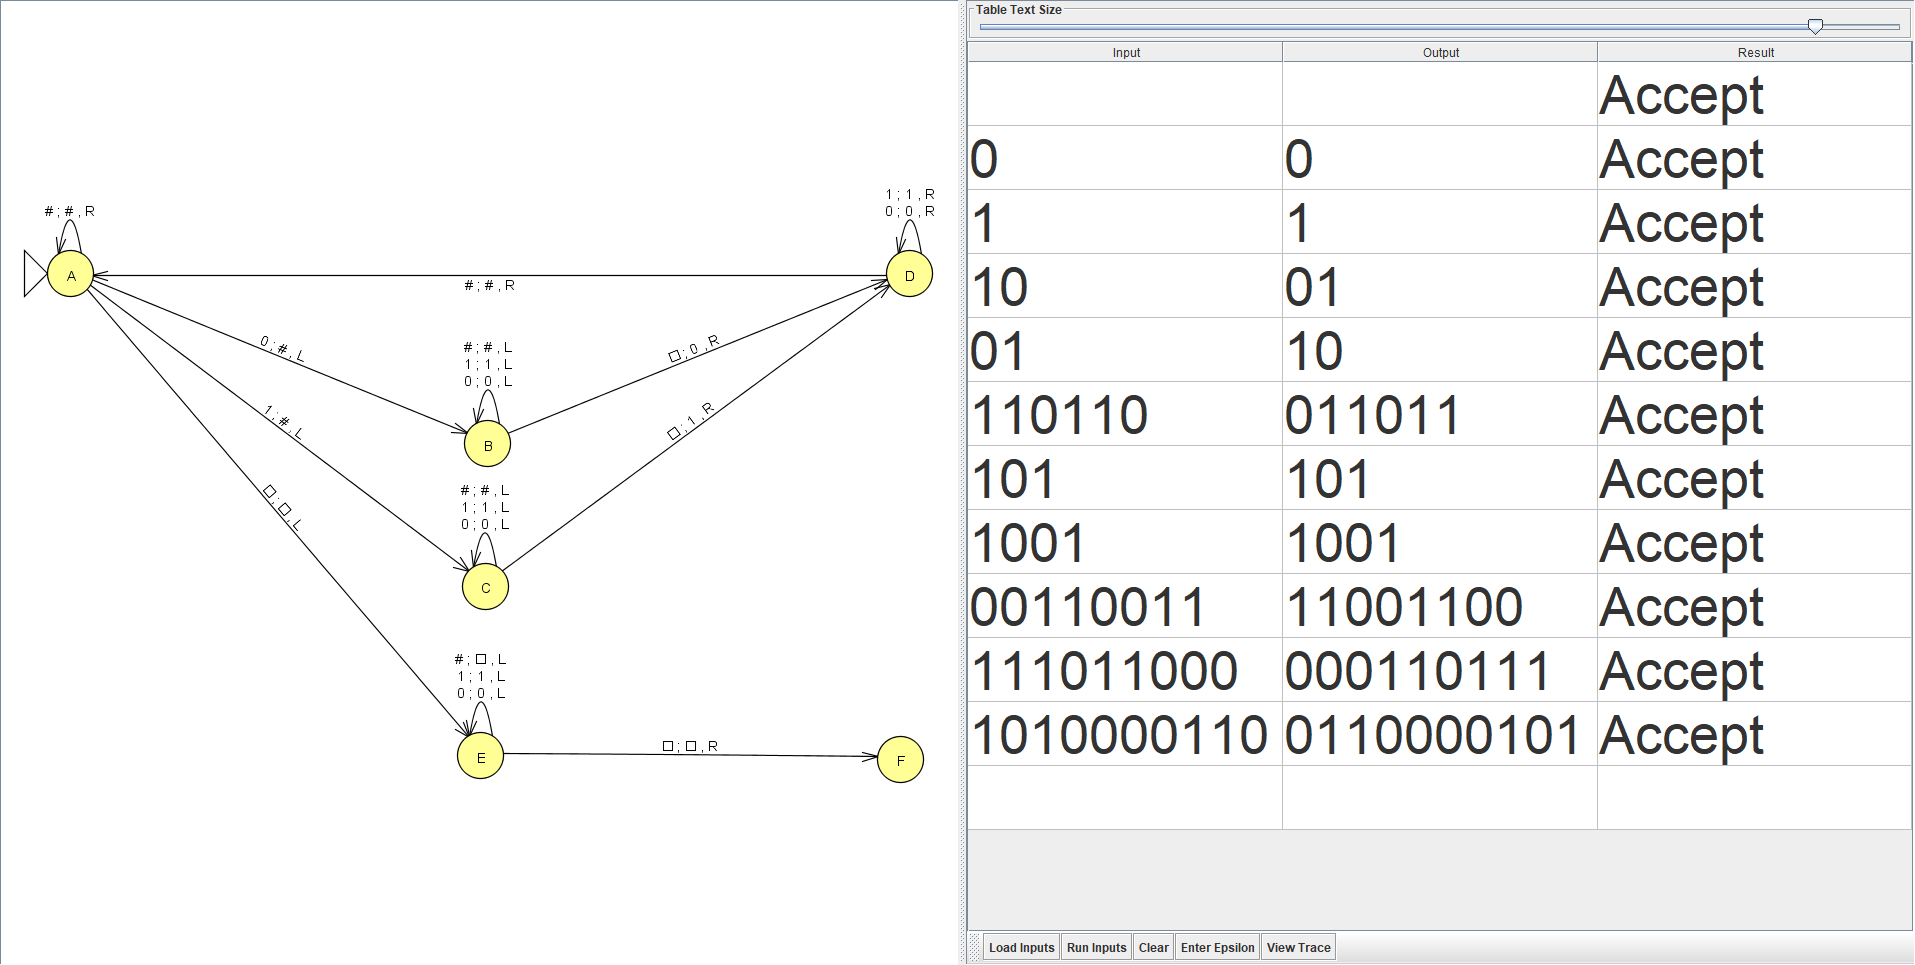 # ; # , R
A
1 ; 1 , R
0 ; 0 , R
D
# ; # , R
0 ; # , L
# ; # , L
1 ; 1 , L
0 ; 0 , L
B
□ ; 0 , R
1 ; # , L
# ; # , L
1 ; 1 , L
0 ; 0 , L
C
□ ; 1 , R
□ ; □ , L
# ; □ , L
1 ; 1 , L
0 ; 0 , L
E
□ ; □ , R
F
Table Text Size
Input Output Result
Accept
0 0 Accept
1 1 Accept
10 01 Accept
01 10 Accept
110110 011011 Accept
101 101 Accept
1001 1001 Accept
00110011 11001100 Accept
111011000 000110111 Accept
1010000110 0110000101 Accept
Load Inputs Run Inputs Clear Enter Epsilon View Trace